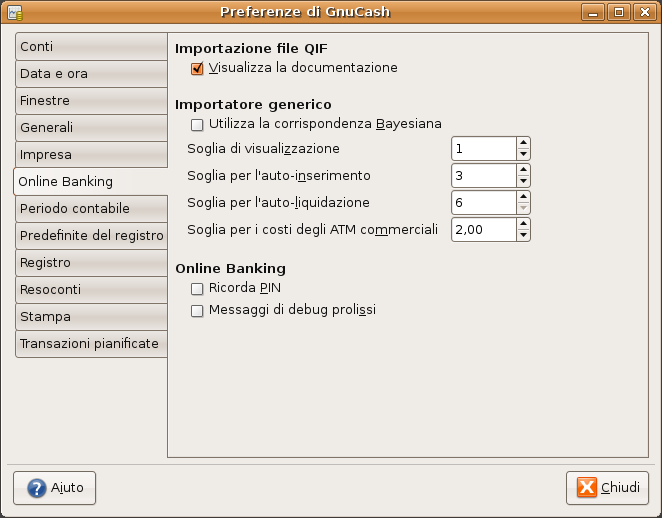 Preferenze di GnuCash
Conti
Data e ora
Finestre
Generali
Impresa
Online Banking
Periodo contabile
Predefinite del registro
Registro
Resoconti
Stampa
Transazioni pianificate
Importazione file QIF
Visualizza la documentazione
Importatore generico
Utilizza la corrispondenza Bayesiana
Soglia di visualizzazione 1
Soglia per l'auto-inserimento 3
Soglia per l'auto-liquidazione 6
Soglia per i costi degli ATM commerciali 2,00
Online Banking
Ricorda PIN
Messaggi di debug prolissi
Aiuto
Chiudi